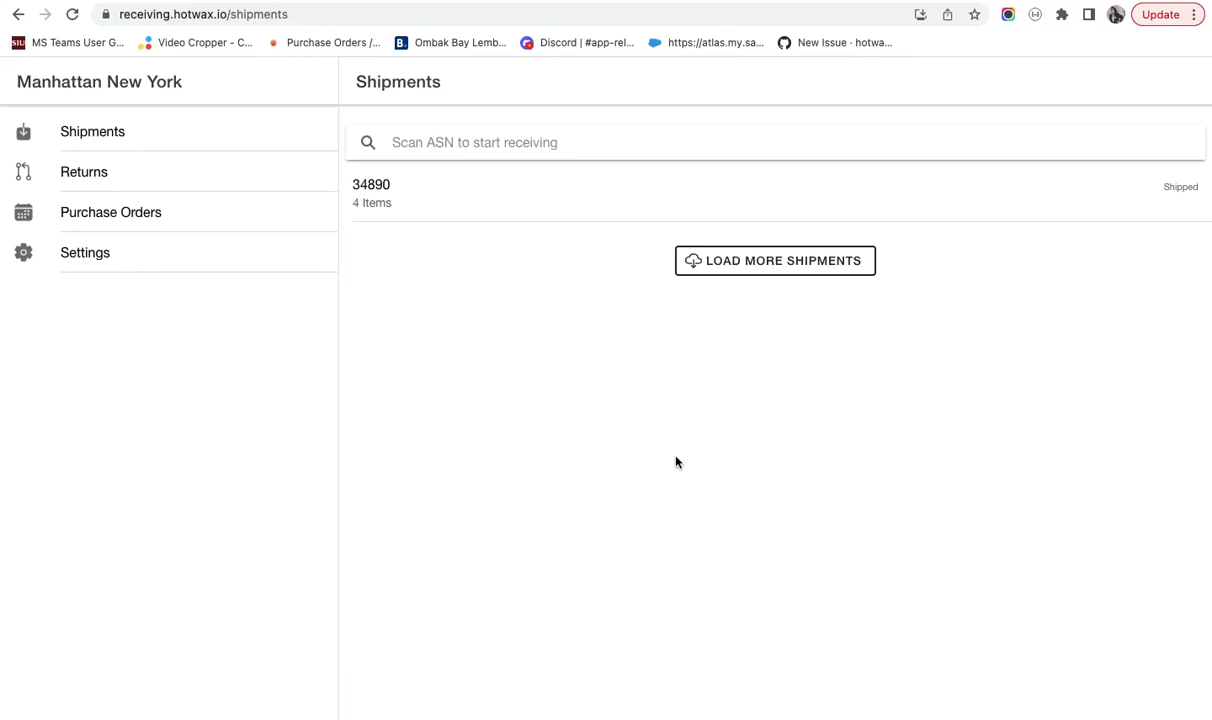 receiving.hotwax.io/shipments
Update
SIU MS Teams User G...
Video Cropper - C...
Purchase Orders /...
B. Ombak Bay Lemb...
Discord | #app-rel...
https://atlas.my.sa...
New Issue · hotwa...
Manhattan New York
Shipments
Shipments
Returns
Purchase Orders
Settings
Scan ASN to start receiving
34890
Shipped
4 Items
LOAD MORE SHIPMENTS